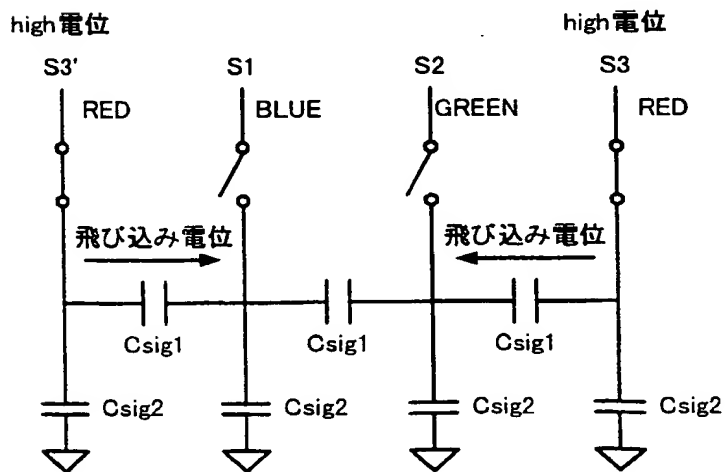 high電位 high電位
S3' S1 S2 S3
RED BLUE GREEN RED
飛び込み電位 飛び込み電位
Csig1 Csig1 Csig1
Csig2 Csig2 Csig2 Csig2